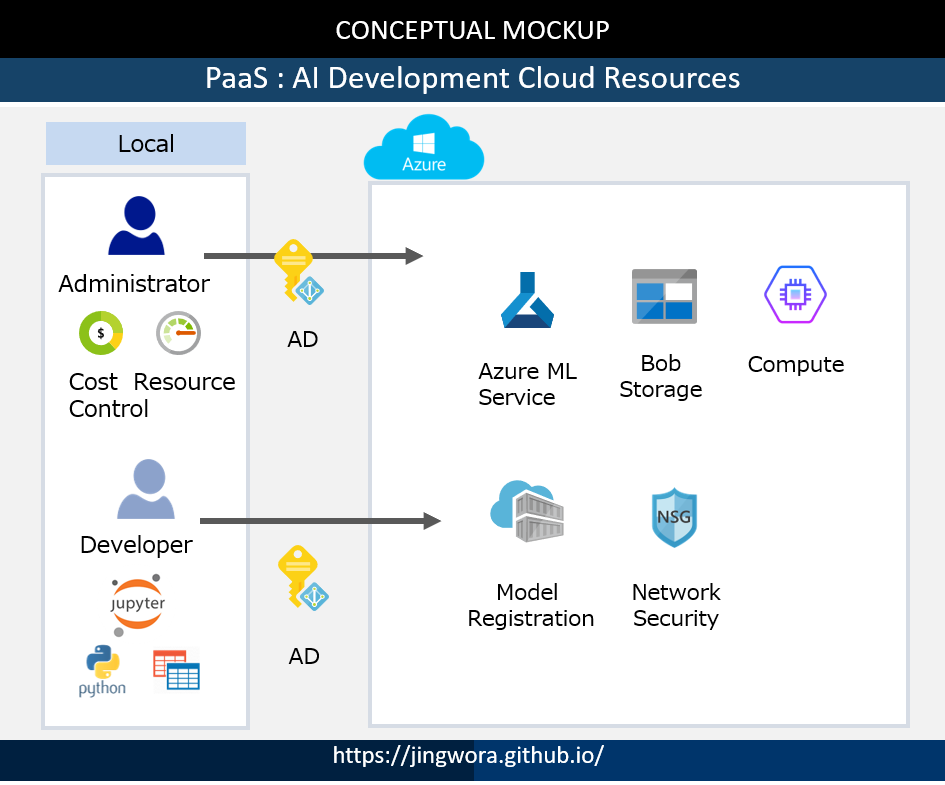 CONCEPTUAL MOCKUP
PaaS : AI Development Cloud Resources
Local
Azure
Administrator
$
Cost Resource
Control
AD
Azure ML
Service
Bob
Storage
Compute
Developer
jupyter
python
AD
Model
Registration
NSG
Network
Security
https://jingwora.github.io/